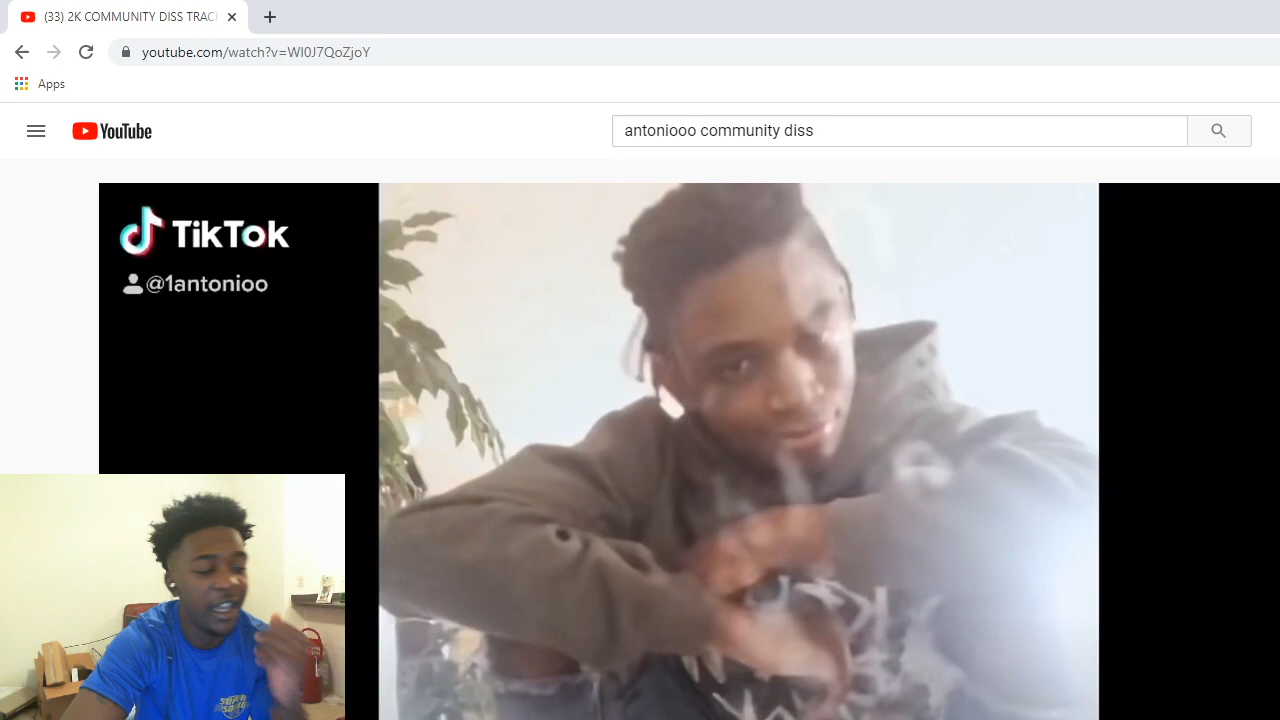 (33) 2K COMMUNITY DISS TRAC
youtube.com/watch?v=WI0J7QoZjoY
Apps
YouTube
antoniooo community diss
TikTok
@1antonioo